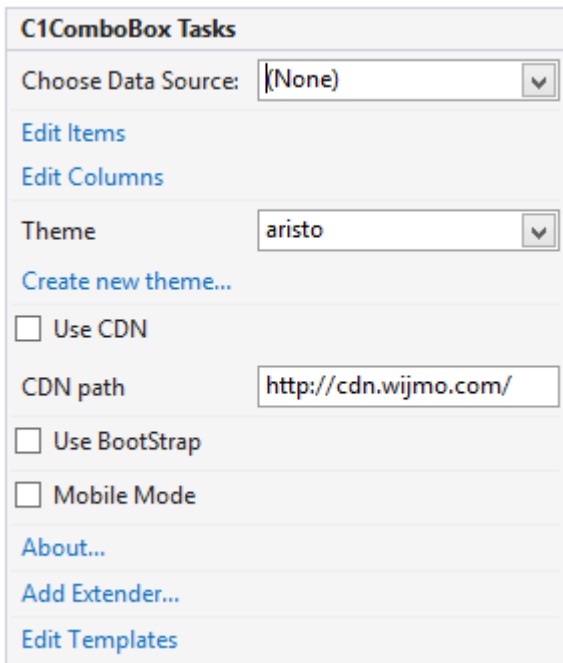 C1ComboBox Tasks
Choose Data Source: (None)
Edit Items
Edit Columns
Theme aristo
Create new theme...
Use CDN
CDN path http://cdn.wijmo.com/
Use BootStrap
Mobile Mode
About...
Add Extender...
Edit Templates